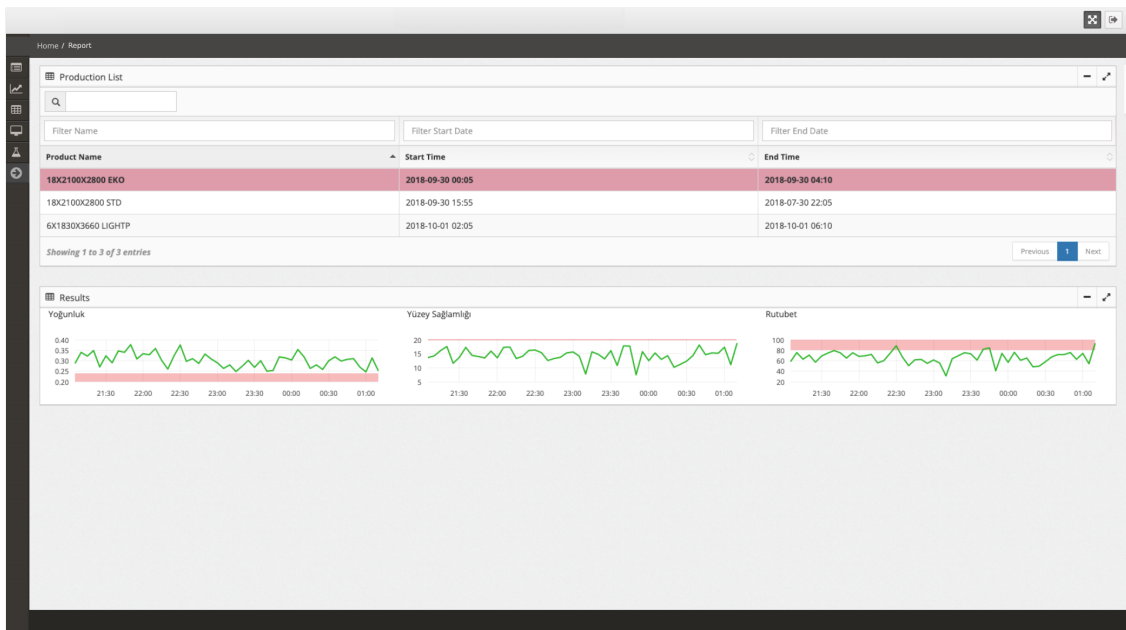 Home / Report
Production List
Filter Name Filter Start Date Filter End Date
Product Name Start Time End Time
18X2100X2800 EKO 2018-09-30 00:05 2018-09-30 04:10
18X2100X2800 STD 2018-09-30 15:55 2018-07-30 22:05
6X1830X3660 LIGHTP 2018-10-01 02:05 2018-10-01 06:10
Showing 1 to 3 of 3 entries Previous 1 Next
Results
Yoğunluk Yüzey Sağlamlığı Rutubet
0.40
0.35
0.30
0.25
0.20
21:30 22:00 22:30 23:00 23:30 00:00 00:30 01:00
20
15
10
5
21:30 22:00 22:30 23:00 23:30 00:00 00:30 01:00
100
80
60
40
20
21:30 22:00 22:30 23:00 23:30 00:00 00:30 01:00